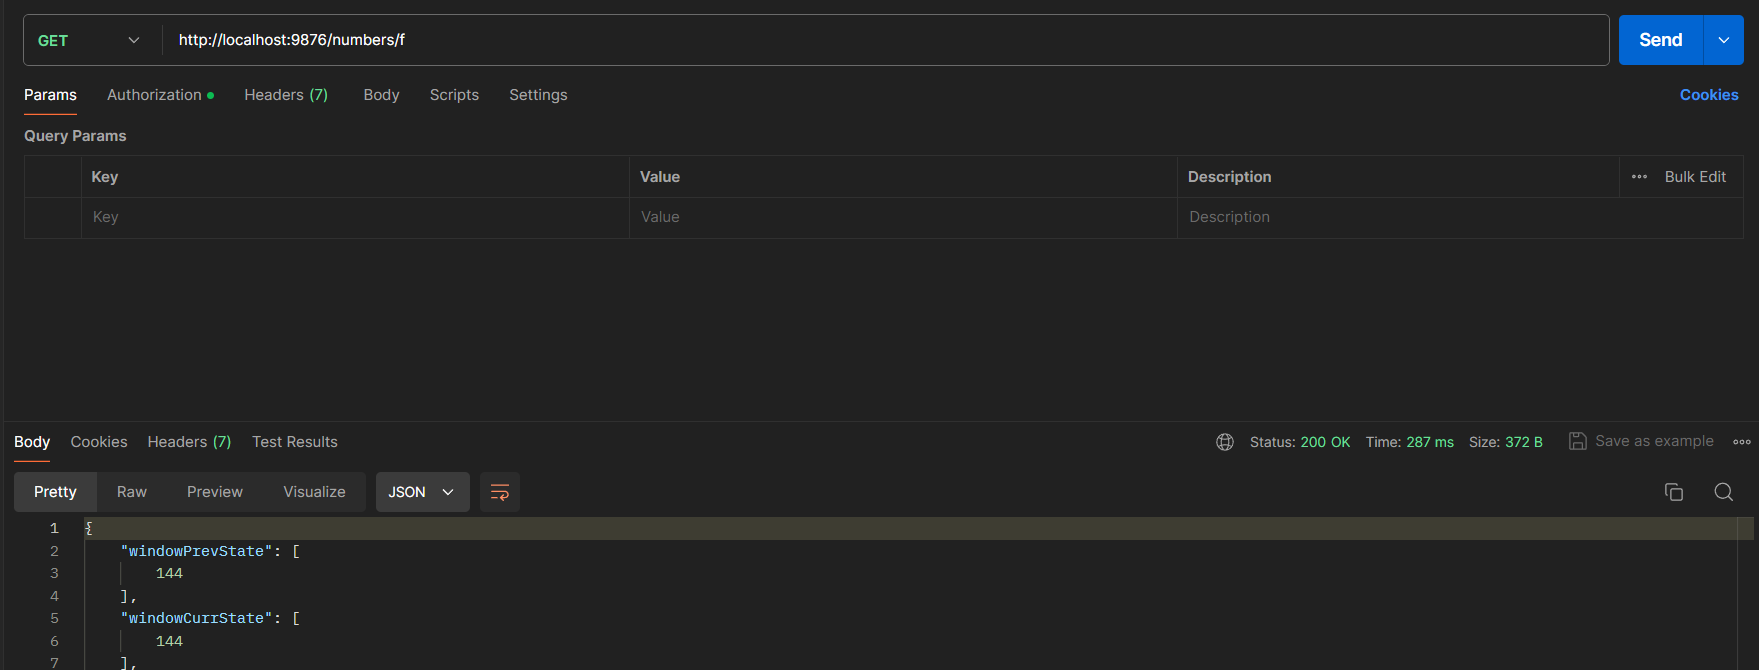 GET http://localhost:9876/numbers/f Send
Params Authorization Headers (7) Body Scripts Settings Cookies
Query Params
Key Value Description Bulk Edit
Key Value Description
Body Cookies Headers (7) Test Results Status: 200 OK Time: 287 ms Size: 372 B Save as example
Pretty Raw Preview Visualize JSON
1 {
2 "windowPrevState": [
3 144
4 ],
5 "windowCurrState": [
6 144
7 ],